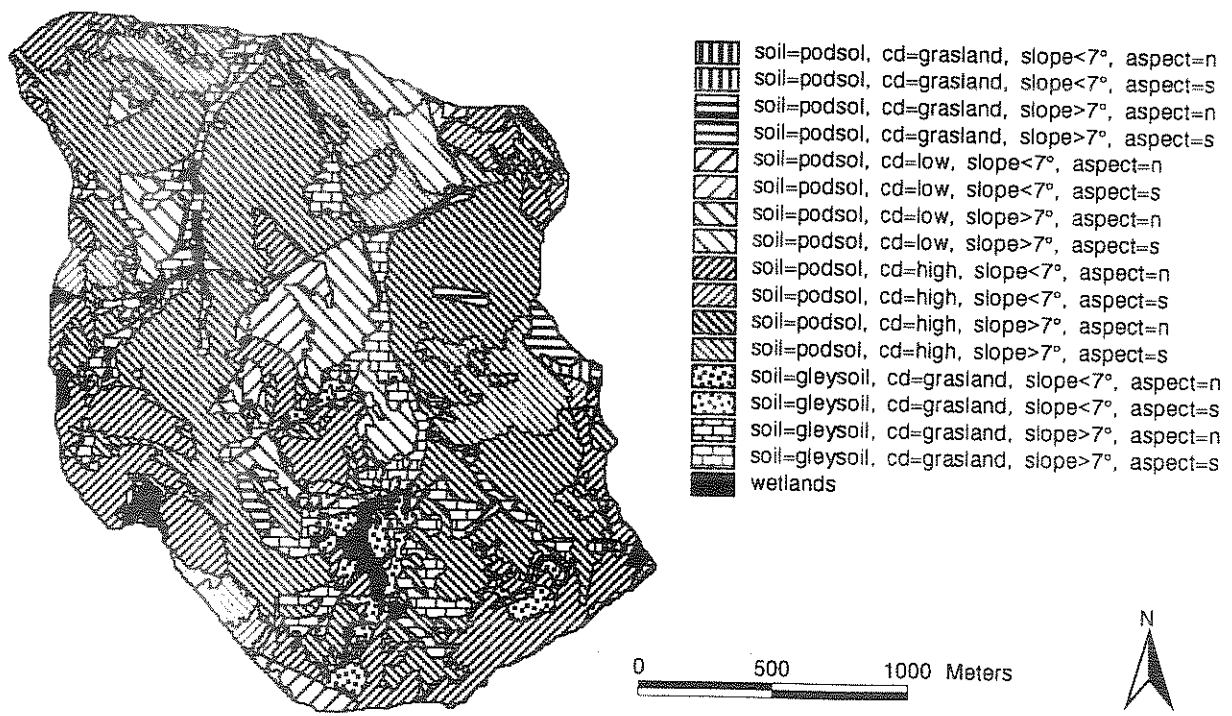 soil=podsol, cd=grasland, slope<7°, aspect=n
soil=podsol, cd=grasland, slope<7°, aspect=s
soil=podsol, cd=grasland, slope>7°, aspect=n
soil=podsol, cd=grasland, slope>7°, aspect=s
soil=podsol, cd=low, slope<7°, aspect=n
soil=podsol, cd=low, slope<7°, aspect=s
soil=podsol, cd=low, slope>7°, aspect=n
soil=podsol, cd=low, slope>7°, aspect=s
soil=podsol, cd=high, slope<7°, aspect=n
soil=podsol, cd=high, slope<7°, aspect=s
soil=podsol, cd=high, slope>7°, aspect=n
soil=podsol, cd=high, slope>7°, aspect=s
soil=gleysoil, cd=grasland, slope<7°, aspect=n
soil=gleysoil, cd=grasland, slope<7°, aspect=s
soil=gleysoil, cd=grasland, slope>7°, aspect=n
soil=gleysoil, cd=grasland, slope>7°, aspect=s
wetlands
N
0 500 1000 Meters